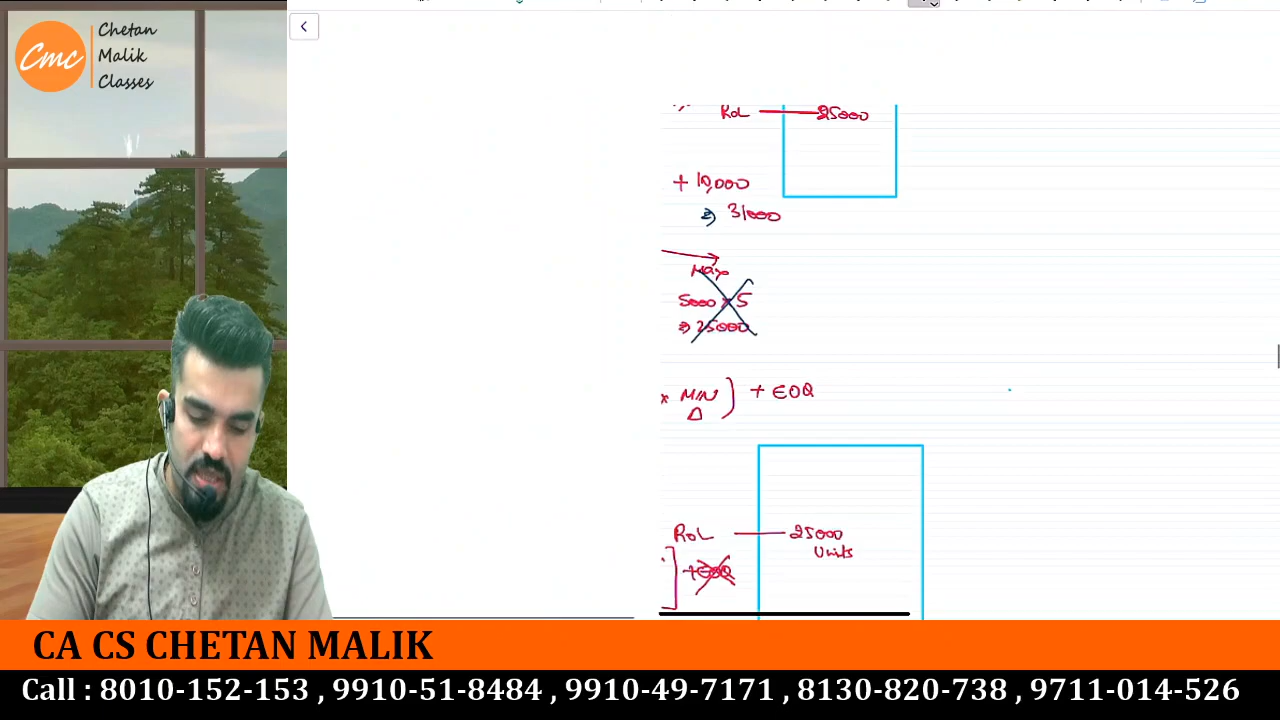 Chetan
Malik
Classes
Cmc
ROL 25000
+ 10,000
⇒ 31000
Max
5000 × 5
⇒ 25000
× MIN ) + EOQ
ROL 25000
Units
+EOQ
CA CS CHETAN MALIK
Call : 8010-152-153 , 9910-51-8484 , 9910-49-7171 , 8130-820-738 , 9711-014-526